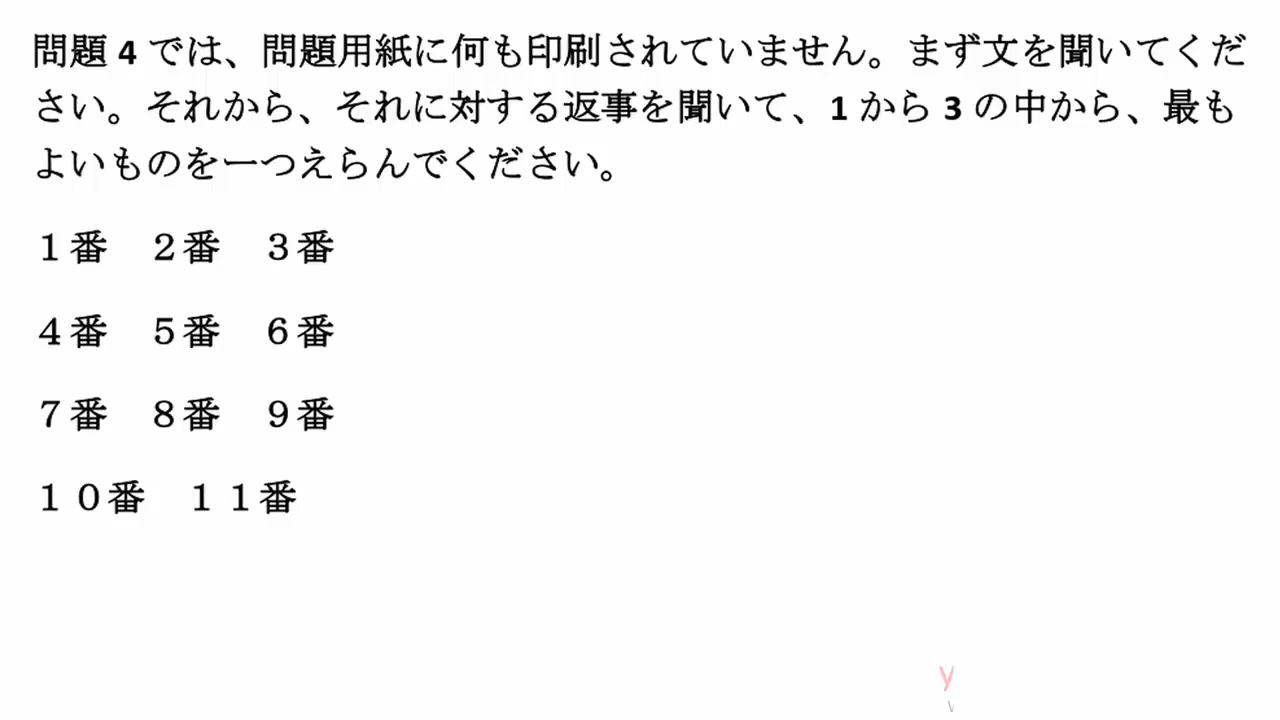 問題 4 では、問題用紙に何も印刷されていません。まず文を聞いてくだ
さい。それから、それに対する返事を聞いて、1 から 3 の中から、最も
よいものを一つえらんでください。
１番　２番　３番
４番　５番　６番
７番　８番　９番
１０番　１１番